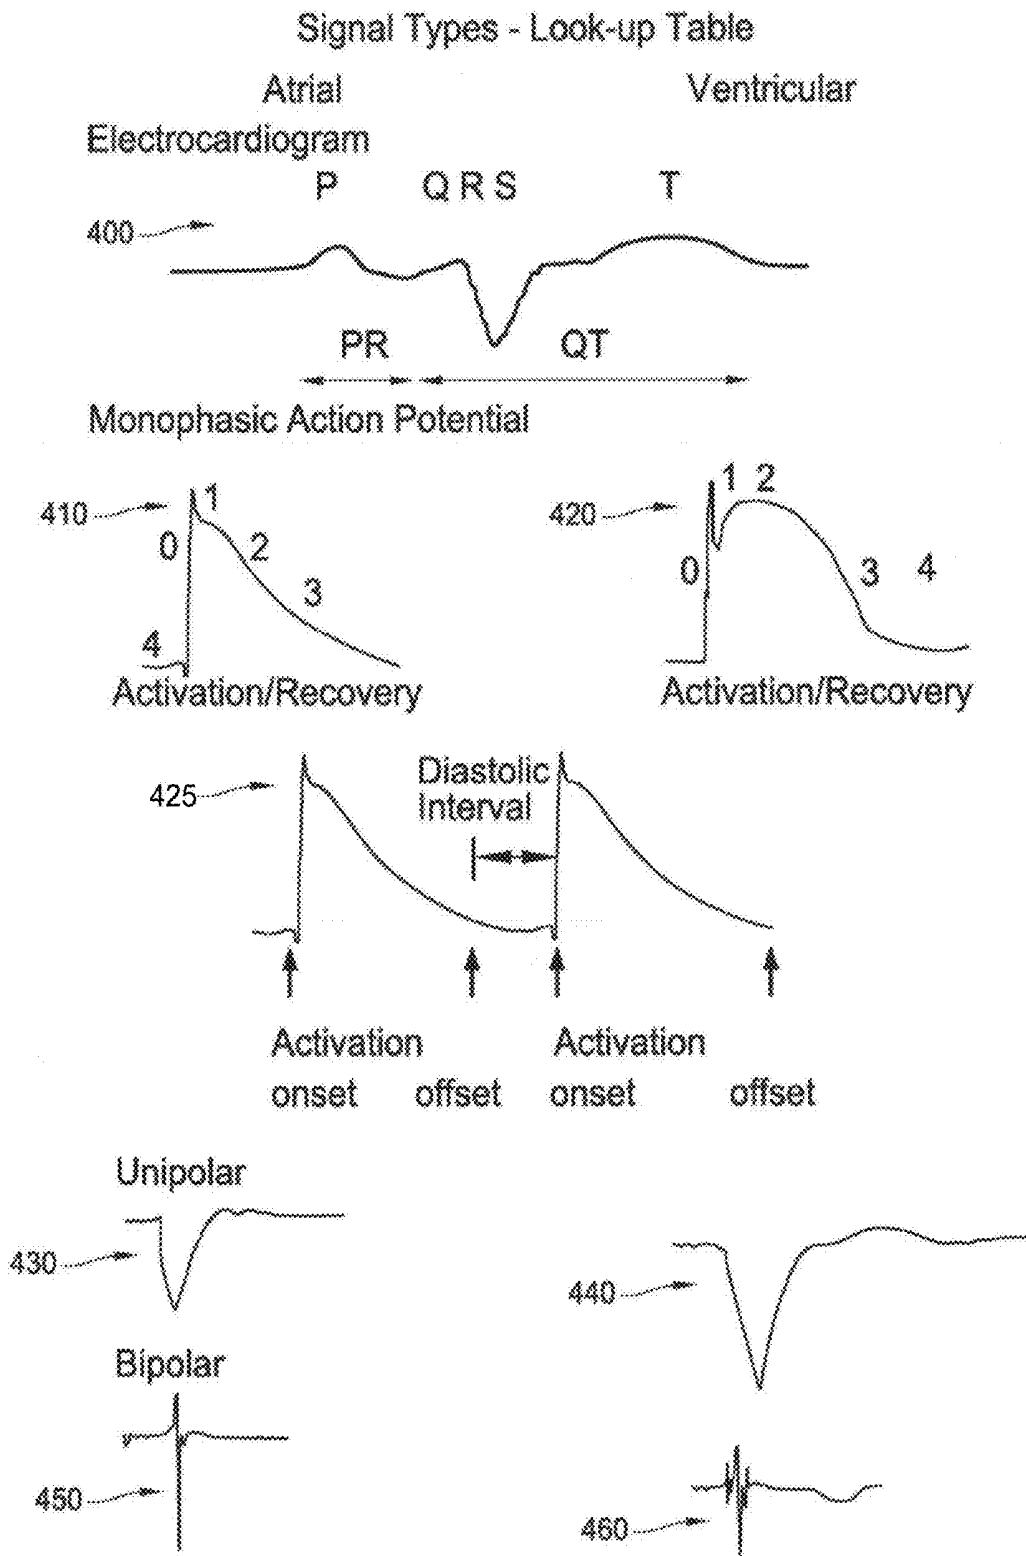 Signal Types - Look-up Table
Atrial Ventricular
Electrocardiogram
P Q R S T
400
PR QT
Monophasic Action Potential
410 0 1 2 3 4
420 0 1 2 3 4
Activation/Recovery Activation/Recovery
425 Diastolic
Interval
Activation Activation
onset offset onset offset
Unipolar
430 440
Bipolar
450 460